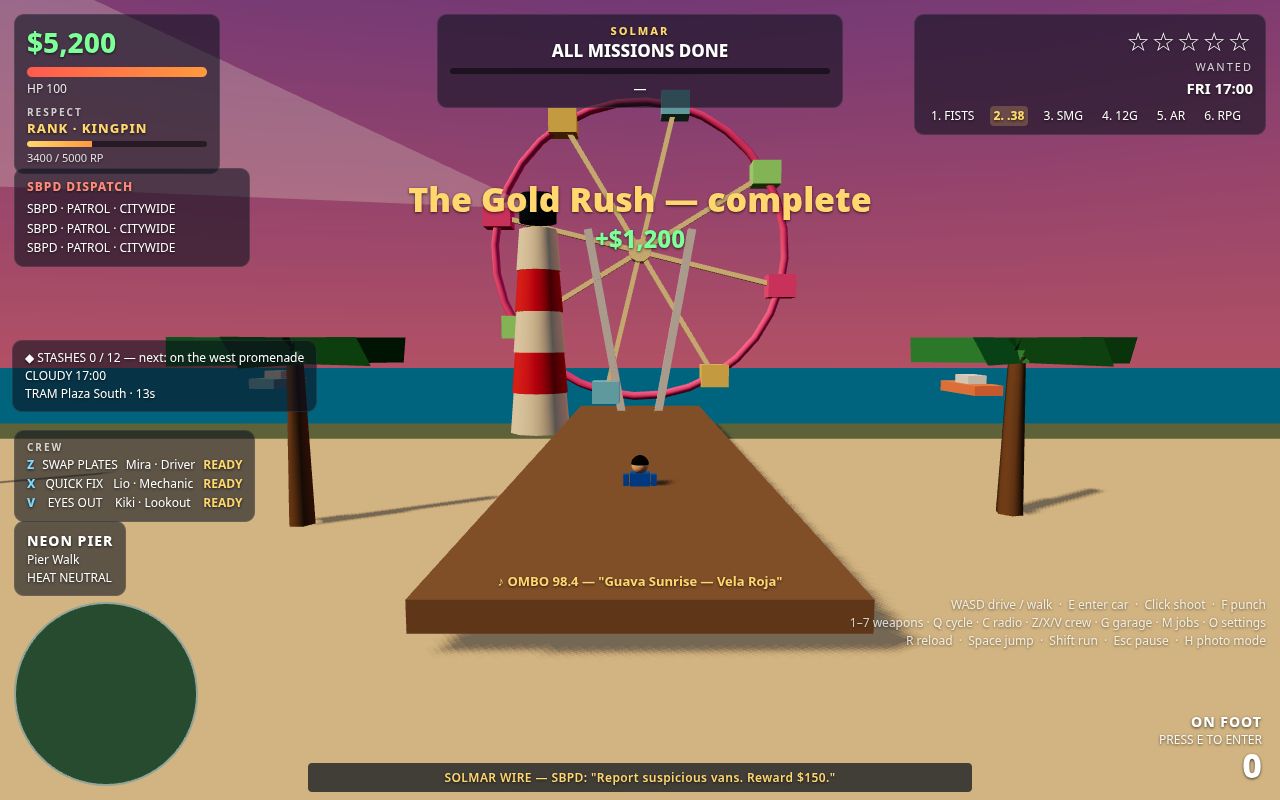 $5,200
HP 100
RESPECT
RANK · KINGPIN
3400 / 5000 RP
SBPD DISPATCH
SBPD · PATROL · CITYWIDE
SBPD · PATROL · CITYWIDE
SBPD · PATROL · CITYWIDE
SOLMAR
ALL MISSIONS DONE
—
☆☆☆☆☆
WANTED
FRI 17:00
1. FISTS 2. .38 3. SMG 4. 12G 5. AR 6. RPG
The Gold Rush — complete
+$1,200
◆ STASHES 0 / 12 — next: on the west promenade
CLOUDY 17:00
TRAM Plaza South · 13s
CREW
Z SWAP PLATES Mira · Driver READY
X QUICK FIX Lio · Mechanic READY
V EYES OUT Kiki · Lookout READY
NEON PIER
Pier Walk
HEAT NEUTRAL
♪ OMBO 98.4 — "Guava Sunrise — Vela Roja"
WASD drive / walk · E enter car · Click shoot · F punch
1–7 weapons · Q cycle · C radio · Z/X/V crew · G garage · M jobs · O settings
R reload · Space jump · Shift run · Esc pause · H photo mode
ON FOOT
PRESS E TO ENTER
0
SOLMAR WIRE — SBPD: "Report suspicious vans. Reward $150."